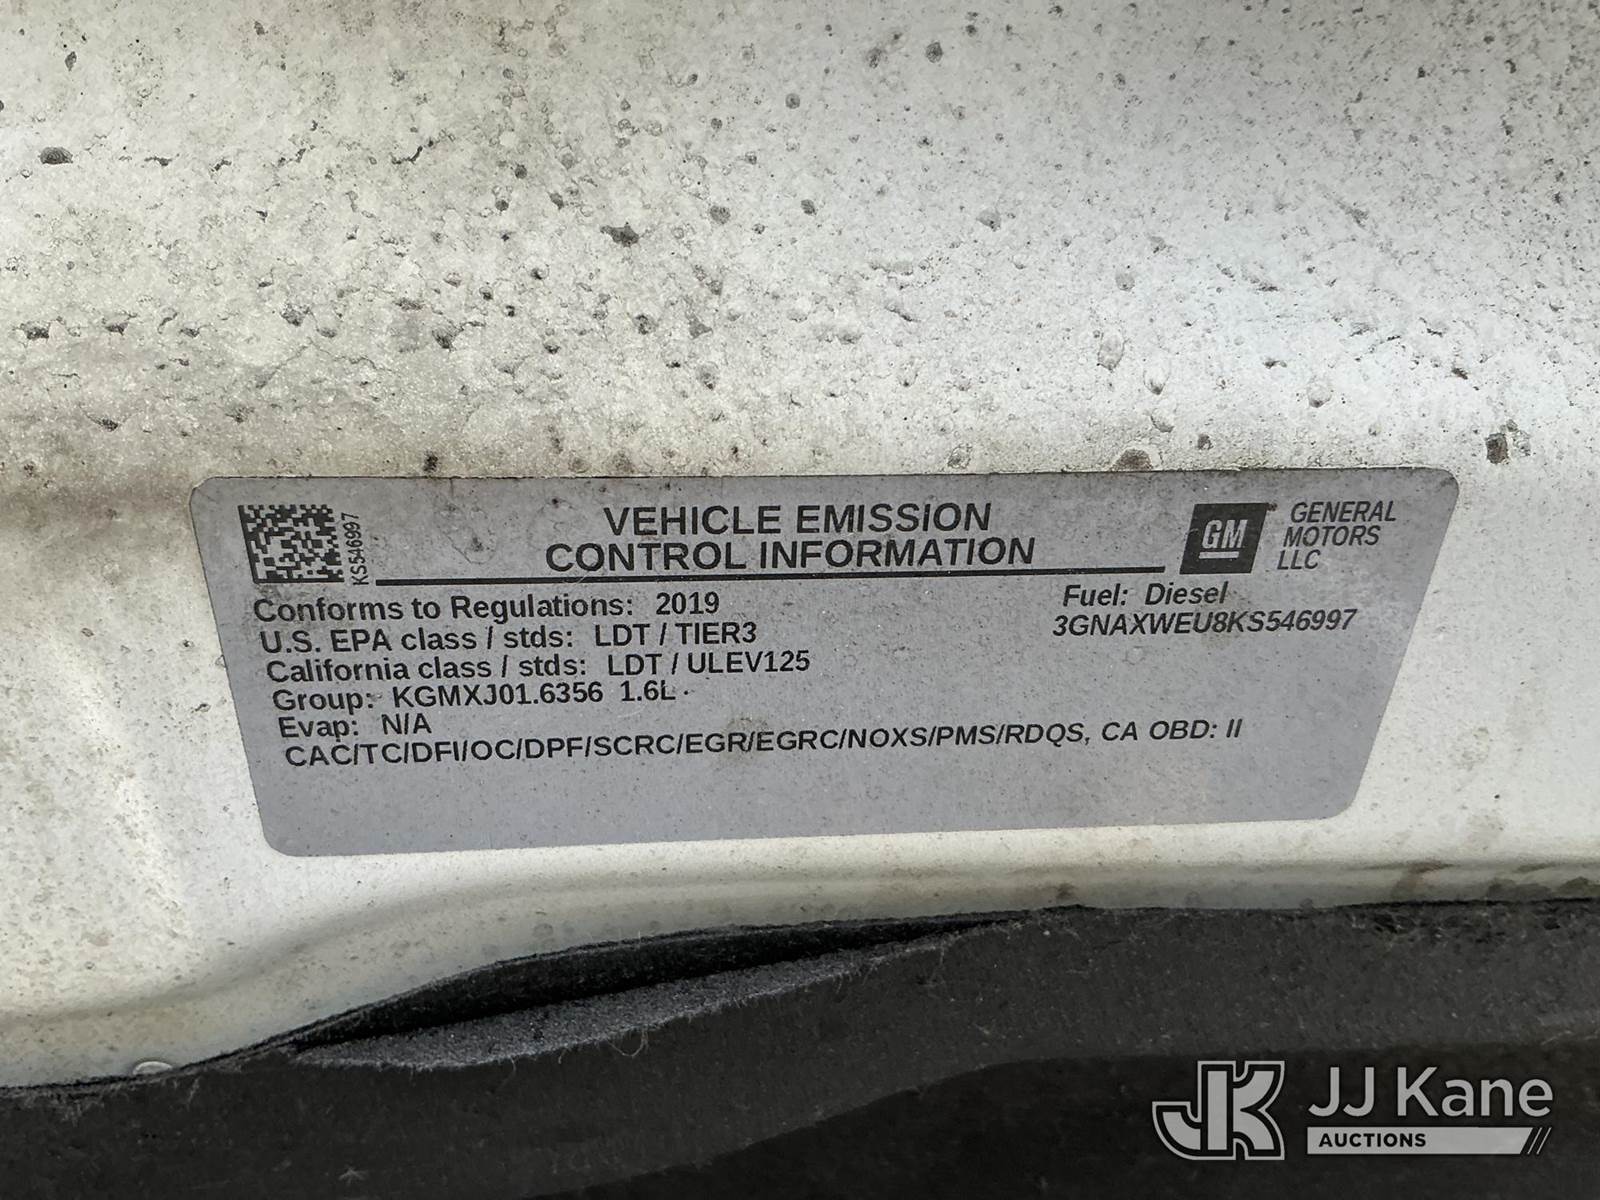 KS546997
VEHICLE EMISSION
CONTROL INFORMATION
GM
GENERAL
MOTORS
LLC
Conforms to Regulations: 2019
Fuel: Diesel
U.S. EPA class / stds: LDT / TIER3
3GNAXWEU8KS546997
California class / stds: LDT / ULEV125
Group: KGMXJ01.6356 1.6L
Evap: N/A
CAC/TC/DFI/OC/DPF/SCRC/EGR/EGRC/NOXS/PMS/RDQS, CA OBD: II
JK
JJ Kane
AUCTIONS